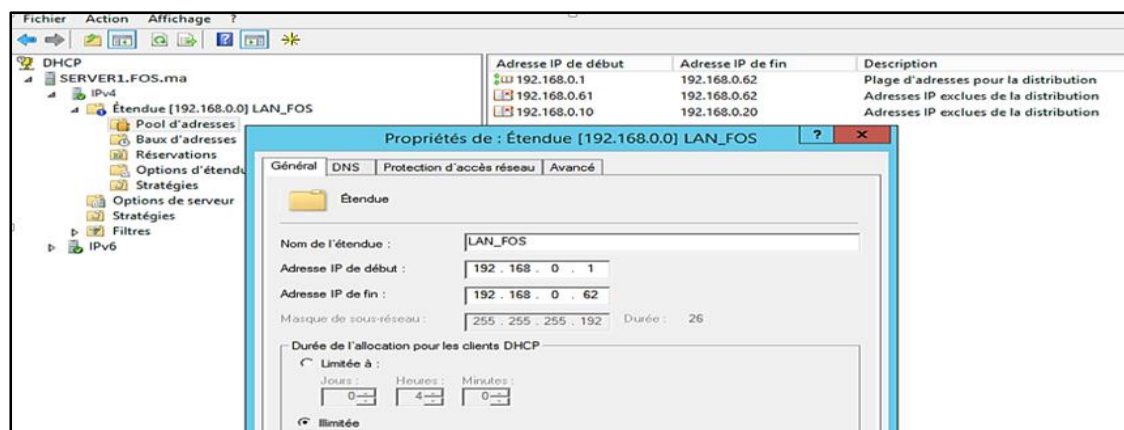 Fichier Action Affichage ?
DHCP
SERVER1.FOS.ma
IPv4
Étendue [192.168.0.0] LAN_FOS
Pool d'adresses
Baux d'adresses
Réservations
Options d'étendu
Stratégies
Options de serveur
Stratégies
Filtres
IPv6
Adresse IP de début Adresse IP de fin Description
192.168.0.1 192.168.0.62 Plage d'adresses pour la distribution
192.168.0.61 192.168.0.62 Adresses IP exclues de la distribution
192.168.0.10 192.168.0.20 Adresses IP exclues de la distribution
Propriétés de : Étendue [192.168.0.0] LAN_FOS ? x
Général DNS Protection d'accès réseau Avancé
Étendue
Nom de l'étendue : LAN_FOS
Adresse IP de début : 192 . 168 . 0 . 1
Adresse IP de fin : 192 . 168 . 0 . 62
Masque de sous-réseau : 255 . 255 . 255 . 192 Durée : 26
Durée de l'allocation pour les clients DHCP
Limitée à :
Jours : Heures : Minutes :
0 4 0
Illimitée